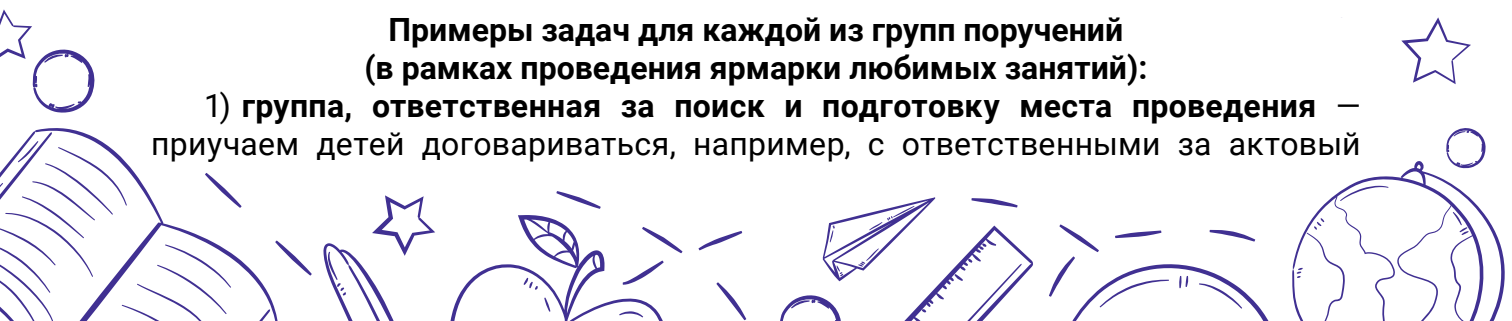 Примеры задач для каждой из групп поручений
(в рамках проведения ярмарки любимых занятий):
1) группа, ответственная за поиск и подготовку места проведения —
приучаем детей договариваться, например, с ответственными за актовый